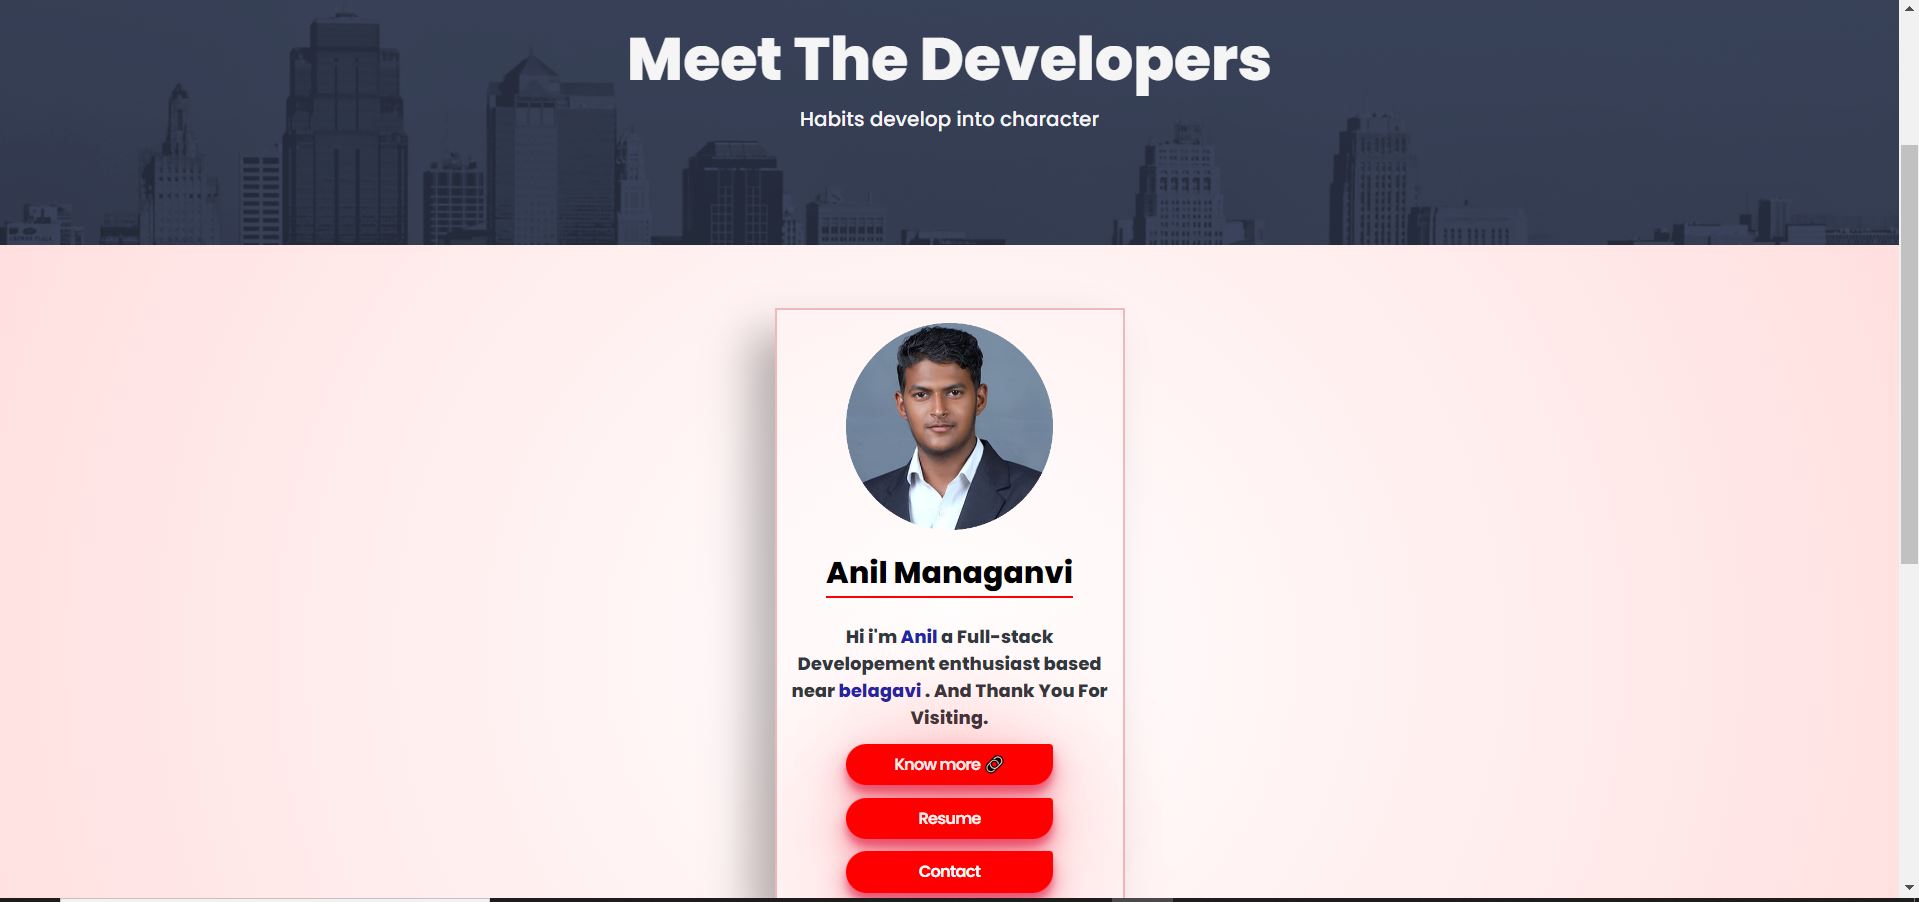 Meet The Developers
Habits develop into character
Anil Managanvi
Hi i'm Anil a Full-stack
Developement enthusiast based
near belagavi . And Thank You For
Visiting.
Know more 🔗
Resume
Contact